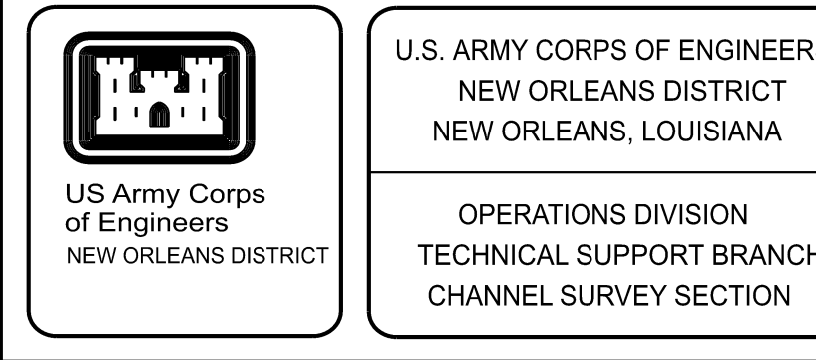 US Army Corps
of Engineers
NEW ORLEANS DISTRICT
U.S. ARMY CORPS OF ENGINEERS
NEW ORLEANS DISTRICT
NEW ORLEANS, LOUISIANA
OPERATIONS DIVISION
TECHNICAL SUPPORT BRANCH
CHANNEL SURVEY SECTION